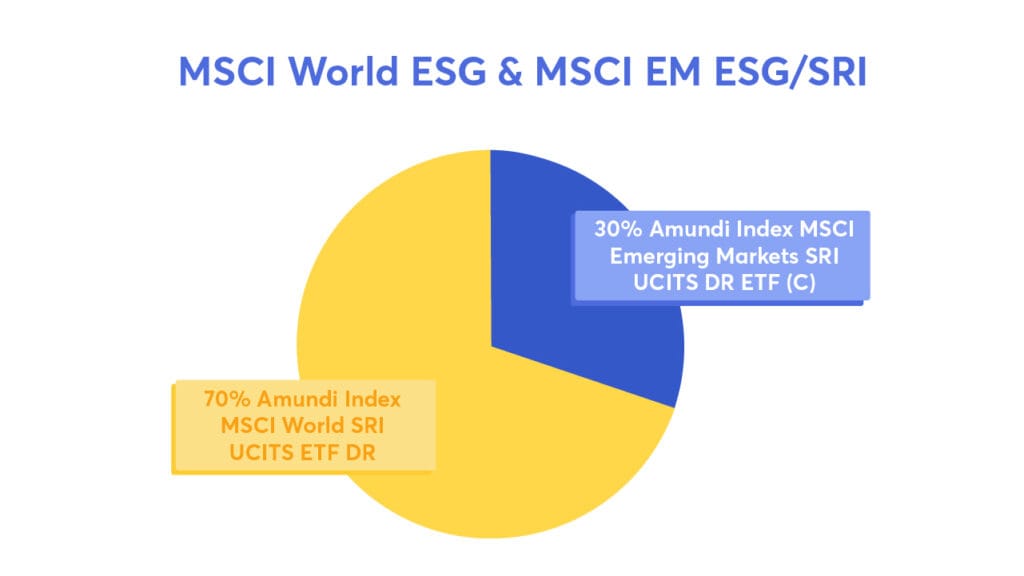 MSCI World ESG & MSCI EM ESG/SRI
30% Amundi Index MSCI
Emerging Markets SRI
UCITS DR ETF (C)
70% Amundi Index
MSCI World SRI
UCITS ETF DR